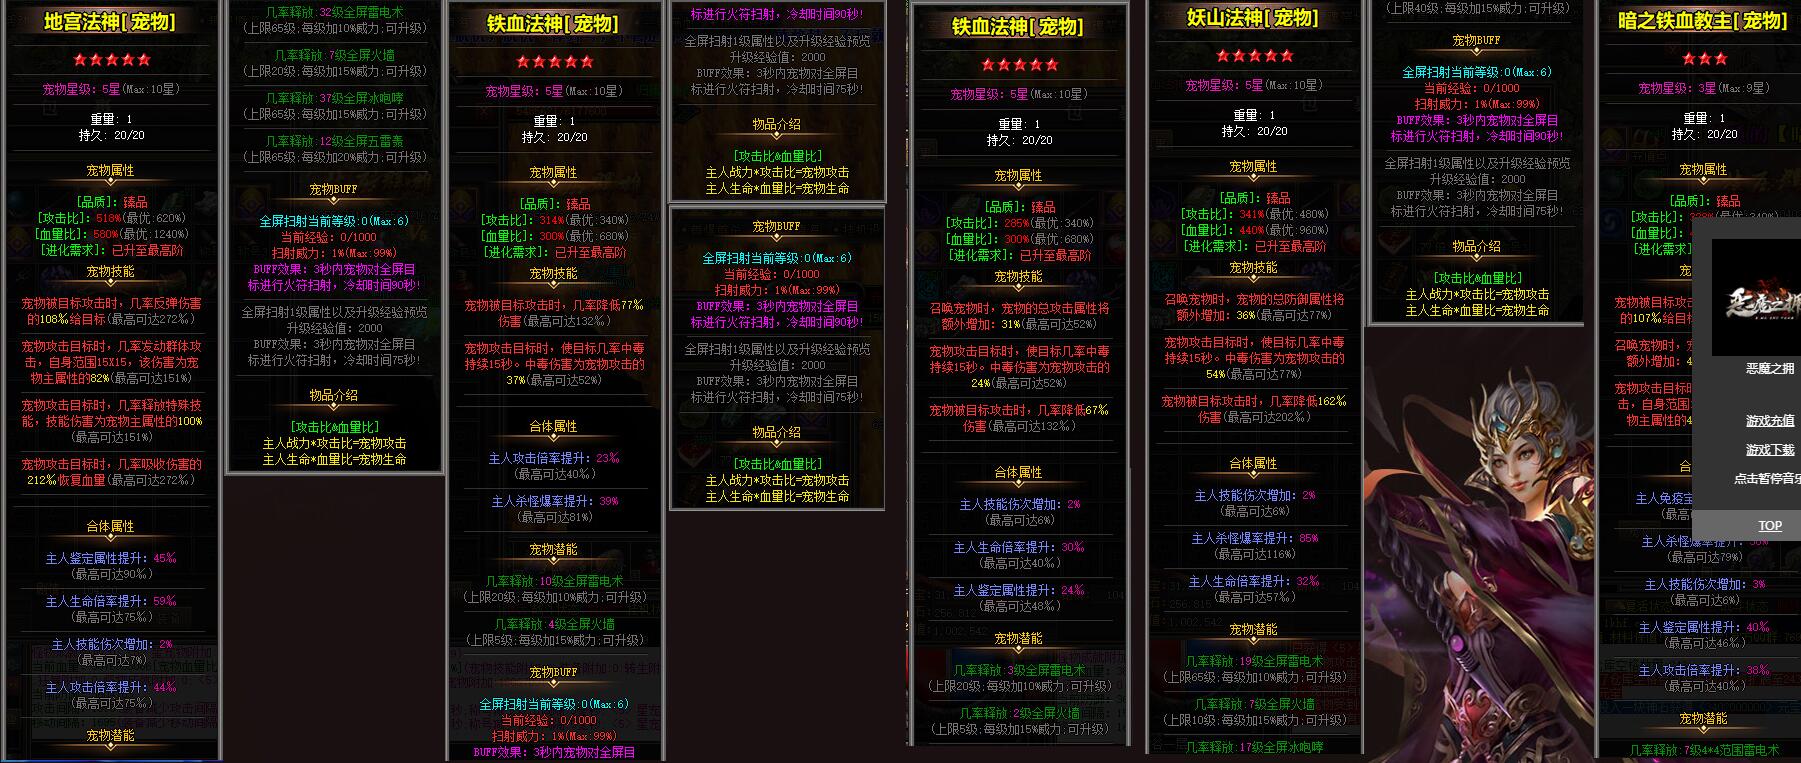 地宫法神[宠物]
宠物星级: 5星(Max:10星)
重量: 1
持久: 20/20
宠物属性
[品质]: 臻品
[攻击比]: 518%(最优:620%)
[血量比]: 580%(最优:1240%)
[进化需求]: 已升至最高阶
宠物技能
宠物被目标攻击时, 几率反弹伤害
的108%给目标(最高可达272%)
宠物攻击目标时, 几率发动群体攻
击, 自身范围15X15, 该伤害为宠
物主属性的82%(最高可达151%)
宠物攻击目标时, 几率释放特殊技
能, 技能伤害为宠物主属性的100%
(最高可达151%)
宠物攻击目标时, 几率吸收伤害的
212%恢复血量(最高可达272%)
合体属性
主人鉴定属性提升: 45%
(最高可达90%)
主人生命倍率提升: 59%
(最高可达75%)
主人技能伤次增加: 2%
(最高可达7%)
主人攻击倍率提升: 44%
(最高可达75%)
宠物潜能
几率释放:32级全屏雷电术
(上限65级;每级加10%威力;可升级)
几率释放:7级全屏火墙
(上限20级;每级加15%威力;可升级)
几率释放:37级全屏冰咆哮
(上限65级;每级加15%威力;可升级)
几率释放:12级全屏五雷轰
(上限65级;每级加20%威力;可升级)
宠物BUFF
全屏扫射当前等级:0(Max:6)
当前经验: 0/1000
扫射威力: 1%(Max:99%)
BUFF效果: 3秒内宠物对全屏目
标进行火符扫射, 冷却时间90秒!
全屏扫射1级属性以及升级经验预览
升级经验值: 2000
BUFF效果: 3秒内宠物对全屏目
标进行火符扫射, 冷却时间75秒!
物品介绍
[攻击比&血量比]
主人战力*攻击比=宠物攻击
主人生命*血量比=宠物生命
铁血法神[宠物]
宠物星级: 5星(Max:10星)
重量: 1
持久: 20/20
宠物属性
[品质]: 臻品
[攻击比]: 314%(最优:340%)
[血量比]: 300%(最优:680%)
[进化需求]: 已升至最高阶
宠物技能
宠物被目标攻击时, 几率降低77%
伤害(最高可达132%)
宠物攻击目标时, 使目标几率中毒
持续15秒。中毒伤害为宠物攻击的
37%(最高可达52%)
合体属性
主人攻击倍率提升: 23%
(最高可达40%)
主人杀怪爆率提升: 39%
(最高可达81%)
宠物潜能
几率释放:10级全屏雷电术
(上限20级;每级加10%威力;可升级)
几率释放:4级全屏火墙
(上限5级;每级加15%威力;可升级)
宠物BUFF
全屏扫射当前等级:0(Max:6)
当前经验: 0/1000
扫射威力: 1%(Max:99%)
BUFF效果: 3秒内宠物对全屏目
标进行火符扫射, 冷却时间90秒!
全屏扫射1级属性以及升级经验预览
升级经验值: 2000
BUFF效果: 3秒内宠物对全屏目
标进行火符扫射, 冷却时间75秒!
物品介绍
[攻击比&血量比]
主人战力*攻击比=宠物攻击
主人生命*血量比=宠物生命
宠物BUFF
全屏扫射当前等级:0(Max:6)
当前经验: 0/1000
扫射威力: 1%(Max:99%)
BUFF效果: 3秒内宠物对全屏目
标进行火符扫射, 冷却时间90秒!
全屏扫射1级属性以及升级经验预览
升级经验值: 2000
BUFF效果: 3秒内宠物对全屏目
标进行火符扫射, 冷却时间75秒!
物品介绍
[攻击比&血量比]
主人战力*攻击比=宠物攻击
主人生命*血量比=宠物生命
铁血法神[宠物]
宠物星级: 5星(Max:10星)
重量: 1
持久: 20/20
宠物属性
[品质]: 臻品
[攻击比]: 285%(最优:340%)
[血量比]: 300%(最优:680%)
[进化需求]: 已升至最高阶
宠物技能
召唤宠物时, 宠物的总攻击属性将
额外增加: 31%(最高可达52%)
宠物攻击目标时, 使目标几率中毒
持续15秒。中毒伤害为宠物攻击的
24%(最高可达52%)
宠物被目标攻击时, 几率降低67%
伤害(最高可达132%)
合体属性
主人技能伤次增加: 2%
(最高可达6%)
主人生命倍率提升: 30%
(最高可达40%)
主人鉴定属性提升: 24%
(最高可达48%)
宠物潜能
几率释放:3级全屏雷电术
(上限20级;每级加10%威力;可升级)
几率释放:2级全屏火墙
(上限5级;每级加15%威力;可升级)
妖山法神[宠物]
宠物星级: 5星(Max:10星)
重量: 1
持久: 20/20
宠物属性
[品质]: 臻品
[攻击比]: 341%(最优:480%)
[血量比]: 440%(最优:960%)
[进化需求]: 已升至最高阶
宠物技能
召唤宠物时, 宠物的总防御属性将
额外增加: 36%(最高可达77%)
宠物攻击目标时, 使目标几率中毒
持续15秒。中毒伤害为宠物攻击的
54%(最高可达77%)
宠物被目标攻击时, 几率降低162%
伤害(最高可达202%)
合体属性
主人技能伤次增加: 2%
(最高可达6%)
主人杀怪爆率提升: 85%
(最高可达116%)
主人生命倍率提升: 32%
(最高可达57%)
宠物潜能
几率释放:19级全屏雷电术
(上限65级;每级加10%威力;可升级)
几率释放:7级全屏火墙
(上限10级;每级加15%威力;可升级)
几率释放:17级全屏冰咆哮
(上限40级;每级加15%威力;可升级)
宠物BUFF
全屏扫射当前等级:0(Max:6)
当前经验: 0/1000
扫射威力: 1%(Max:99%)
BUFF效果: 3秒内宠物对全屏目
标进行火符扫射, 冷却时间90秒!
全屏扫射1级属性以及升级经验预览
升级经验值: 2000
BUFF效果: 3秒内宠物对全屏目
标进行火符扫射, 冷却时间75秒!
物品介绍
[攻击比&血量比]
主人战力*攻击比=宠物攻击
主人生命*血量比=宠物生命
暗之铁血教主[宠物]
宠物星级: 3星(Max:9星)
重量: 1
持久: 20/20
宠物属性
[品质]: 臻品
[攻击比]:
[血量比]:
[进化需求]:
宠物被目标
的107%给目标
召唤宠物时,
额外增加:
宠物攻击目标
击, 自身范围
物主属性的
主人杀怪爆率提升:
(最高可达79%)
主人技能伤次增加: 3%
(最高可达6%)
主人鉴定属性提升: 40%
(最高可达46%)
主人攻击倍率提升: 38%
(最高可达40%)
宠物潜能
几率释放:7级4*4范围雷电术
恶魔之拥
恶魔之拥
游戏充值
游戏下载
点击暂停音乐
TOP